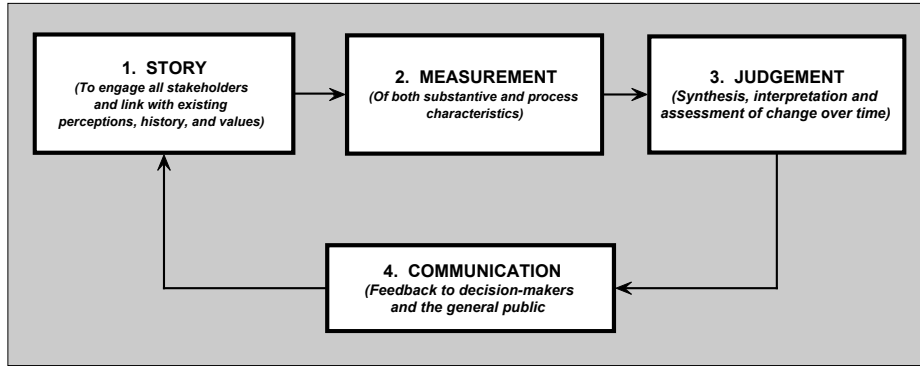 1. STORY
(To engage all stakeholders
and link with existing
perceptions, history, and values)
2. MEASUREMENT
(Of both substantive and process
characteristics)
3. JUDGEMENT
(Synthesis, interpretation and
assessment of change over time)
4. COMMUNICATION
(Feedback to decision-makers
and the general public